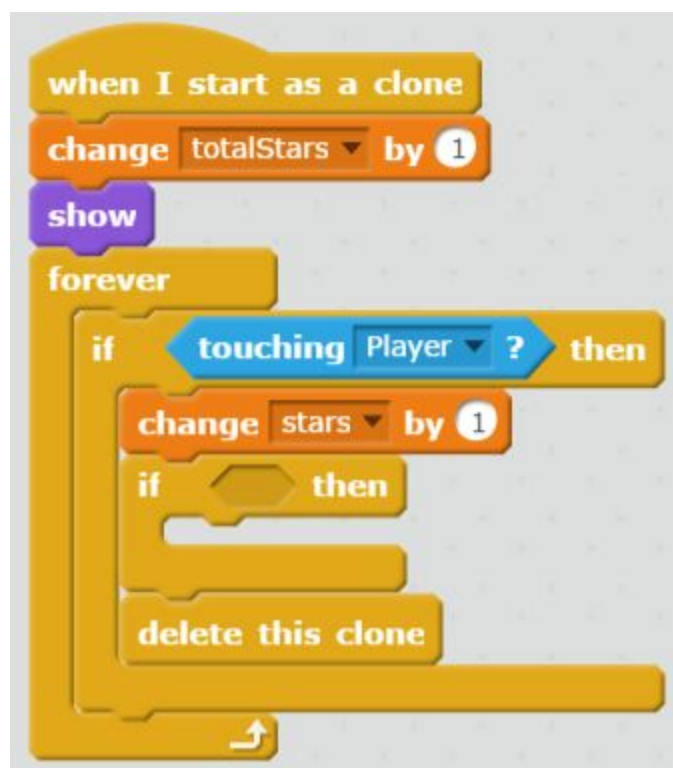 when I start as a clone
change totalStars by 1
show
forever
if touching Player ? then
change stars by 1
if then
delete this clone